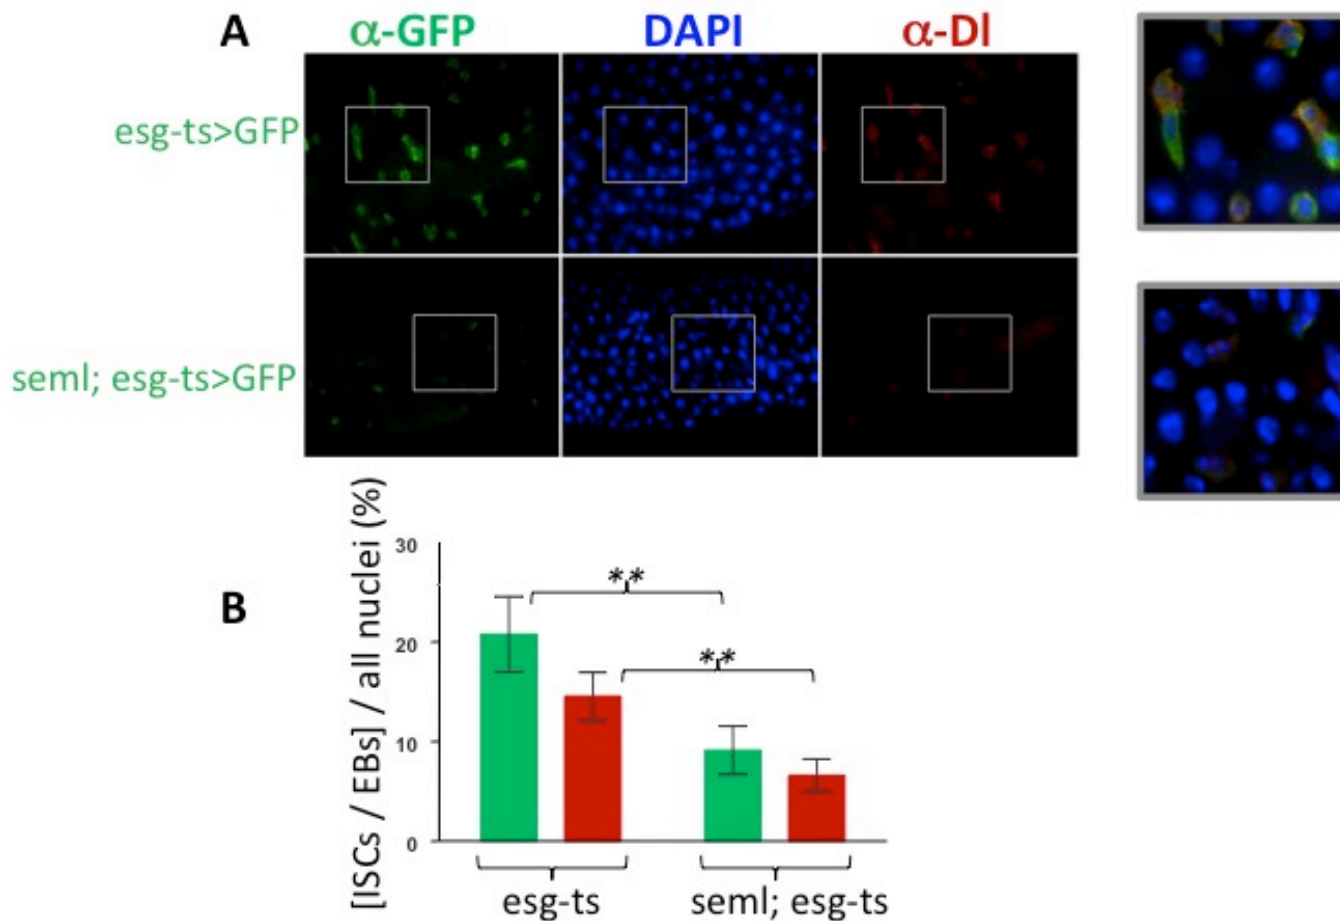 A
α-GFP DAPI α-Dl
esg-ts>GFP
seml; esg-ts>GFP
B
[ISCs / EBs] / all nuclei (%)
30
20
10
0
**
**
esg-ts
seml; esg-ts